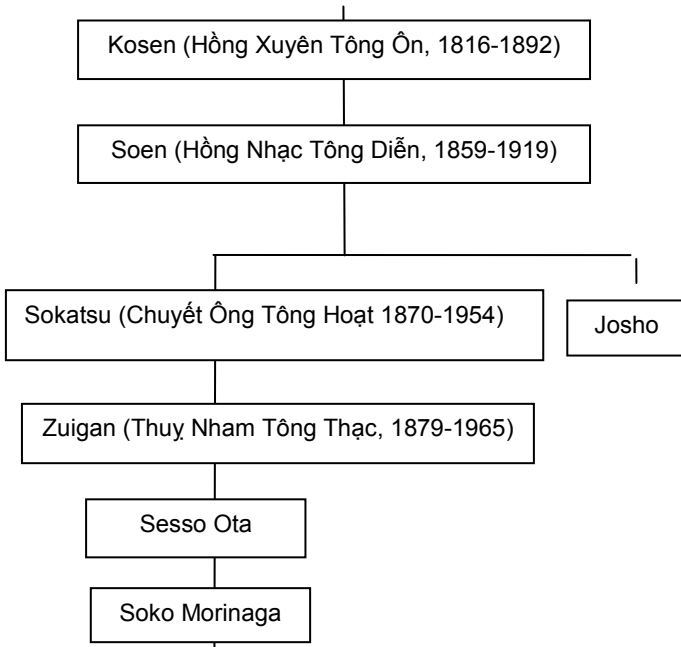 Kosen (Hồng Xuyên Tông Ôn, 1816-1892)
Soen (Hồng Nhạc Tông Diễn, 1859-1919)
Sokatsu (Chuyết Ông Tông Hoạt 1870-1954)
Josho
Zuigan (Thuỵ Nham Tông Thạc, 1879-1965)
Sesso Ota
Soko Morinaga